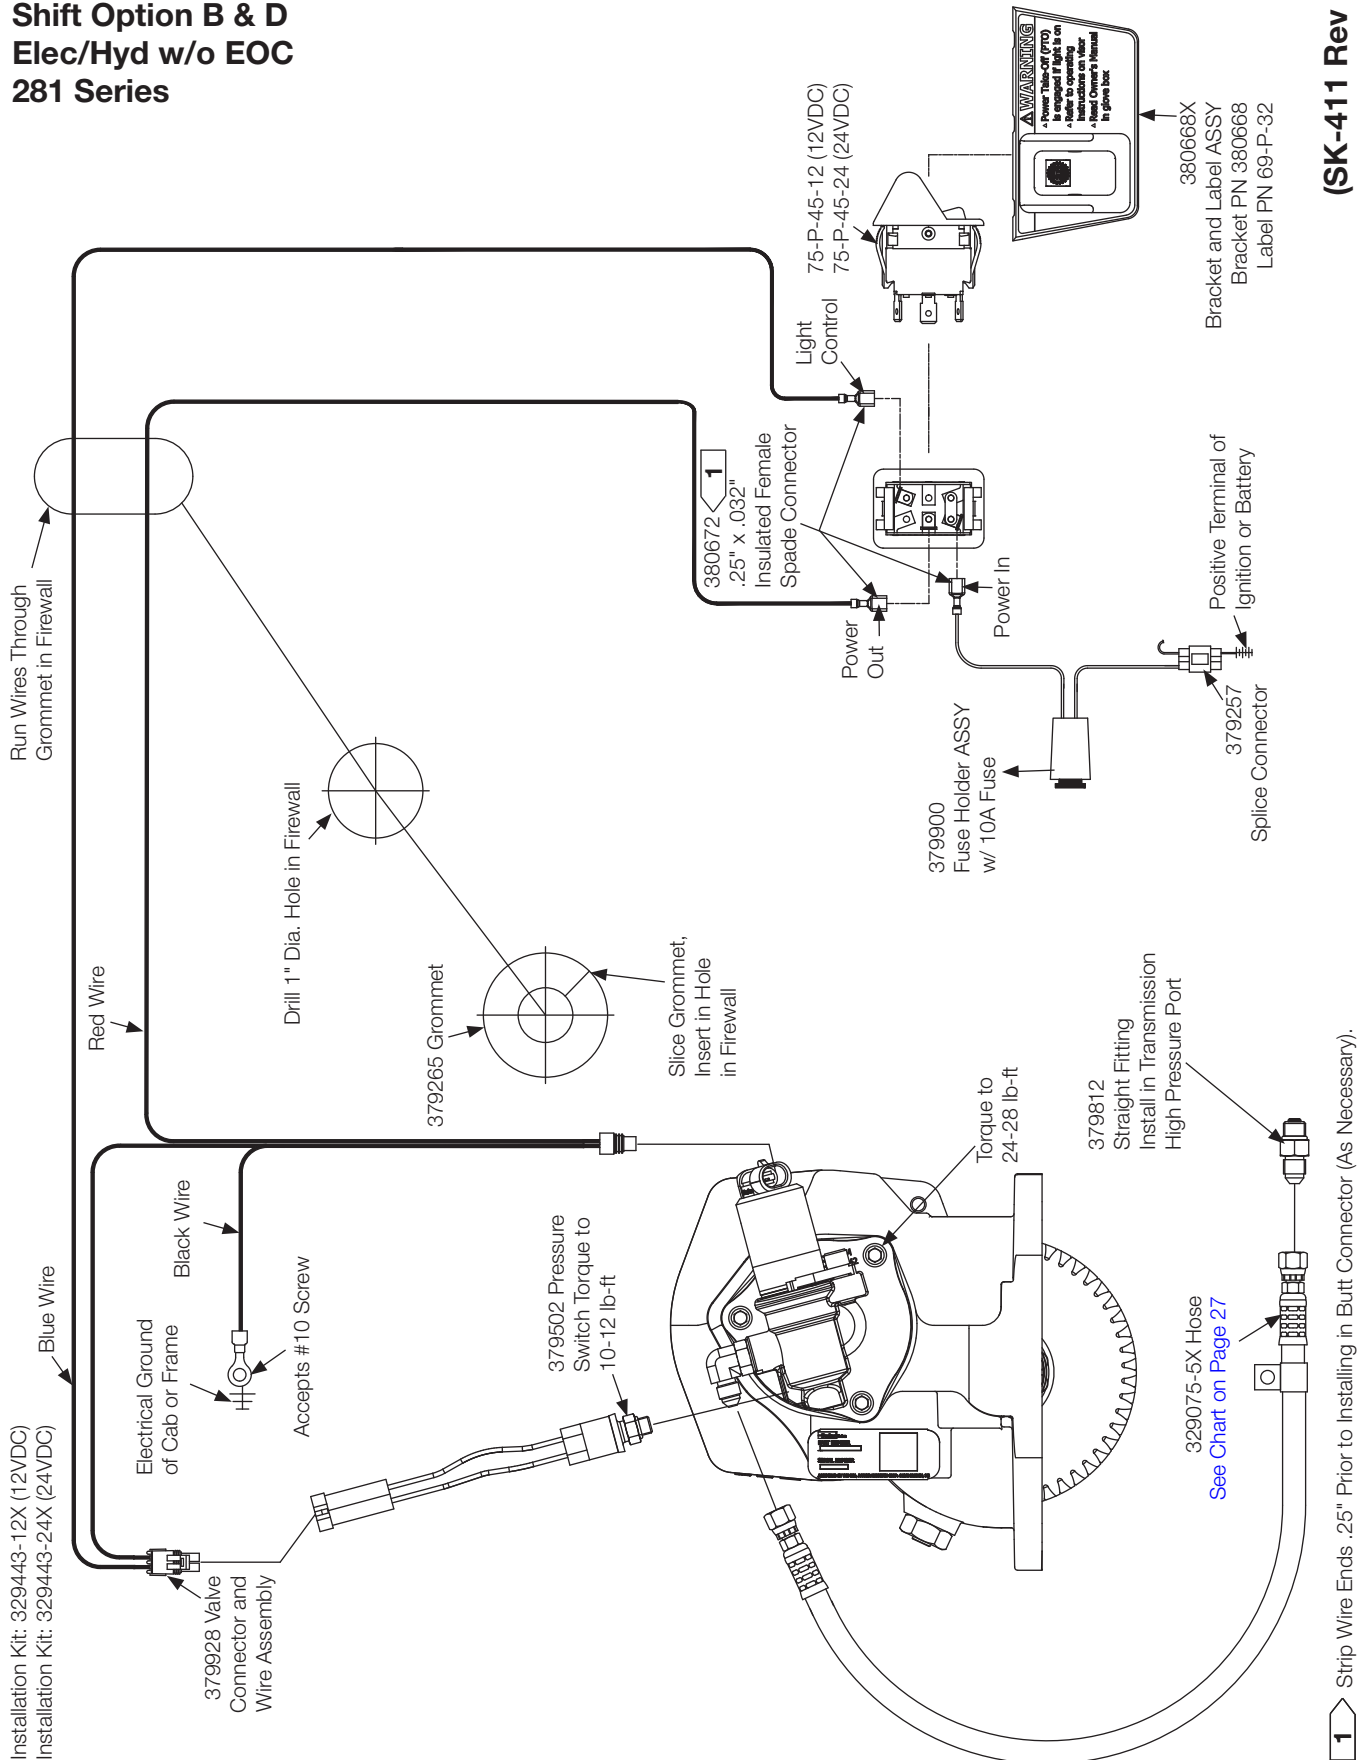 Shift Option B & D
Elec/Hyd w/o EOC
281 Series
Installation Kit: 329443-12X (12VDC)
Installation Kit: 329443-24X (24VDC)
Blue Wire
Red Wire
Run Wires Through
Grommet in Firewall
Electrical Ground
of Cab or Frame
Black Wire
Accepts #10 Screw
379928 Valve
Connector and
Wire Assembly
Drill 1" Dia. Hole in Firewall
379265 Grommet
Slice Grommet,
Insert in Hole
in Firewall
379502 Pressure
Switch Torque to
10-12 lb-ft
Torque to
24-28 lb-ft
379812
Straight Fitting
Install in Transmission
High Pressure Port
329075-5X Hose
See Chart on Page 27
380672
1
.25" x .032"
Insulated Female
Spade Connector
Light
Control
Power
Out
Power In
379900
Fuse Holder ASSY
w/ 10A Fuse
379257
Splice Connector
Positive Terminal of
Ignition or Battery
75-P-45-12 (12VDC)
75-P-45-24 (24VDC)
WARNING
Power Take-Off (PTO)
is engaged if light is on
Refer to operating
instructions on visor
Read Owner's Manual
in glove box
380668X
Bracket and Label ASSY
Bracket PN 380668
Label PN 69-P-32
(SK-411 Rev
1
Strip Wire Ends .25" Prior to Installing in Butt Connector (As Necessary).